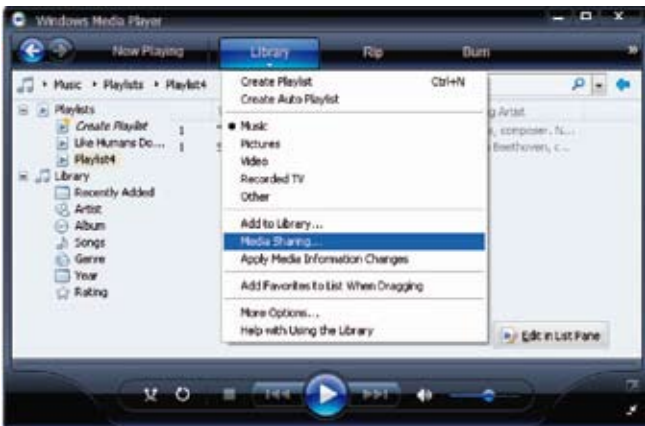 Windows Media Player
Now Playing Library Rip Burn »
Music ▸ Playlists ▸ Playlist4
Playlists
Create Playlist
Like Humans Do...
Playlist4
Library
Recently Added
Artist
Album
Songs
Genre
Year
Rating
1
1
Create Playlist Ctrl+N
Create Auto Playlist
Music
Pictures
Video
Recorded TV
Other
Add to Library...
Media Sharing...
Apply Media Information Changes
Add Favorites to List When Dragging
More Options...
Help with Using the Library
Artist
, composer. N...
Beethoven, c...
Edit in List Pane